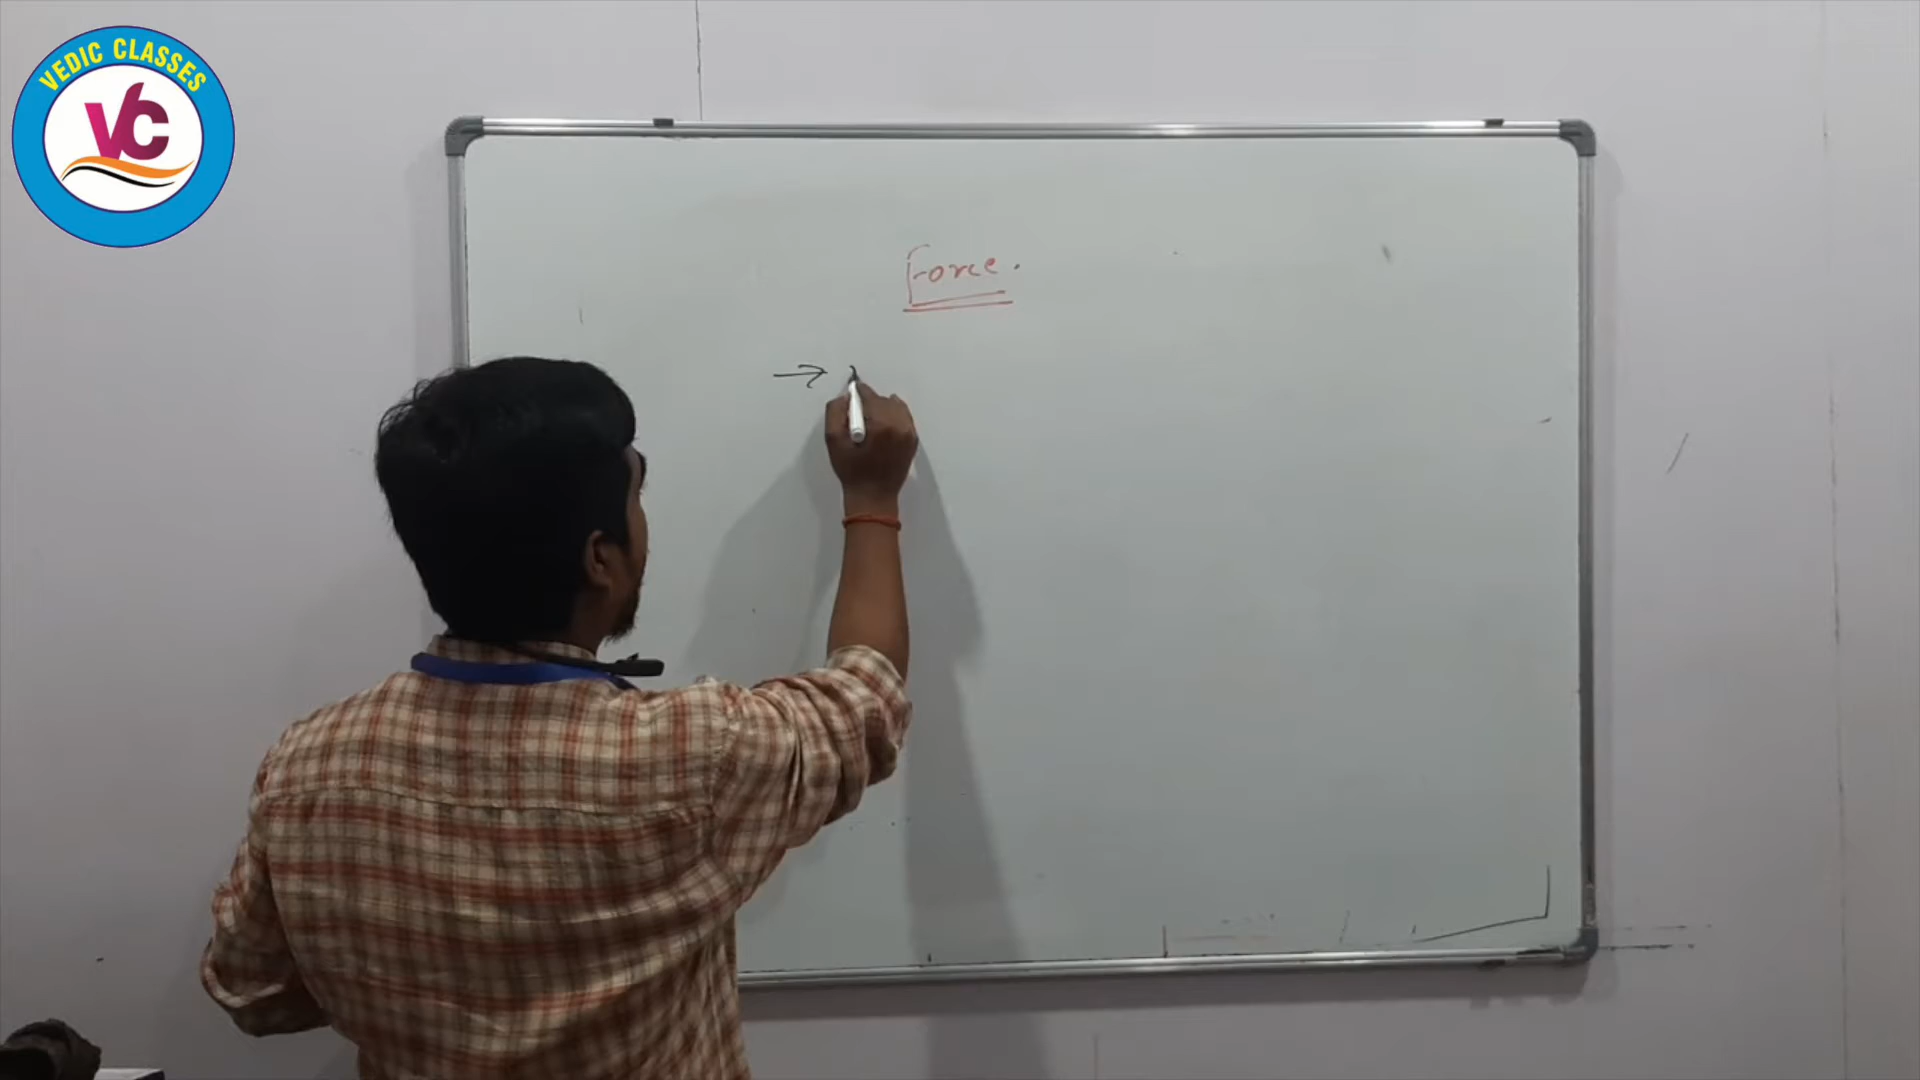 VEDIC CLASSES
VC
Force.
→